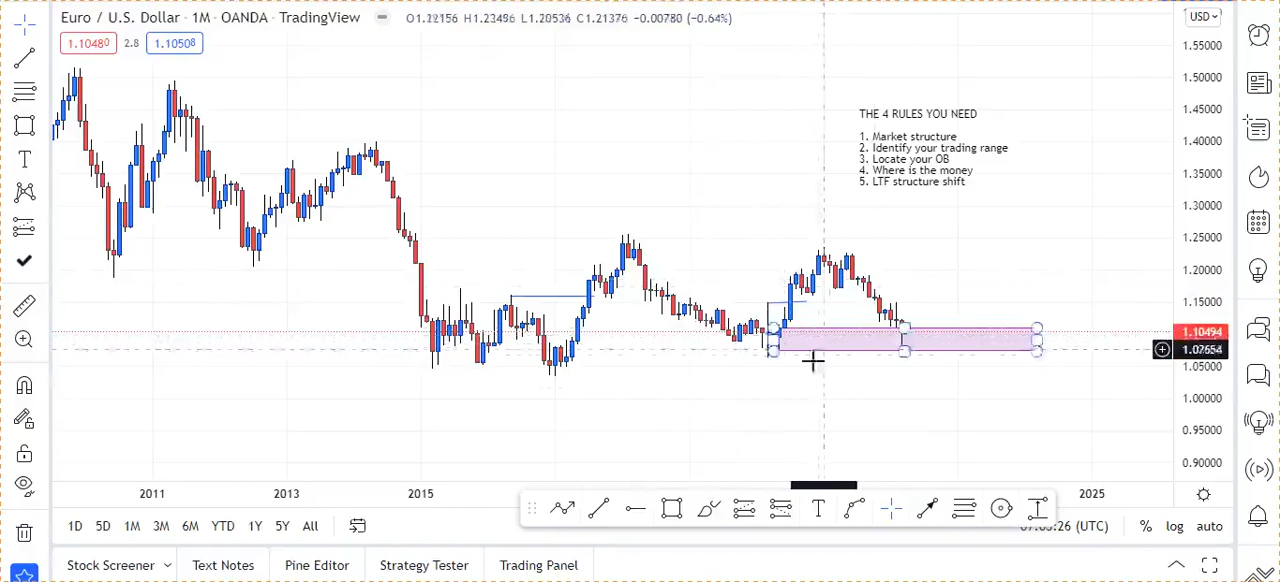 Euro / U.S. Dollar · 1M · OANDA · TradingView
O1.22156 H1.23496 L1.20536 C1.21376 −0.00780 (−0.64%)
USD
1.10480
2.8
1.10508
1.55000
1.50000
1.45000
1.40000
1.35000
1.30000
1.25000
1.20000
1.15000
1.10494
1.05000
1.00000
0.95000
0.90000
THE 4 RULES YOU NEED
1. Market structure
2. Identify your trading range
3. Locate your OB
4. Where is the money
5. LTF structure shift
2011
2013
2015
2025
1D
5D
1M
3M
6M
YTD
1Y
5Y
All
(UTC)
%
log
auto
Stock Screener
Text Notes
Pine Editor
Strategy Tester
Trading Panel